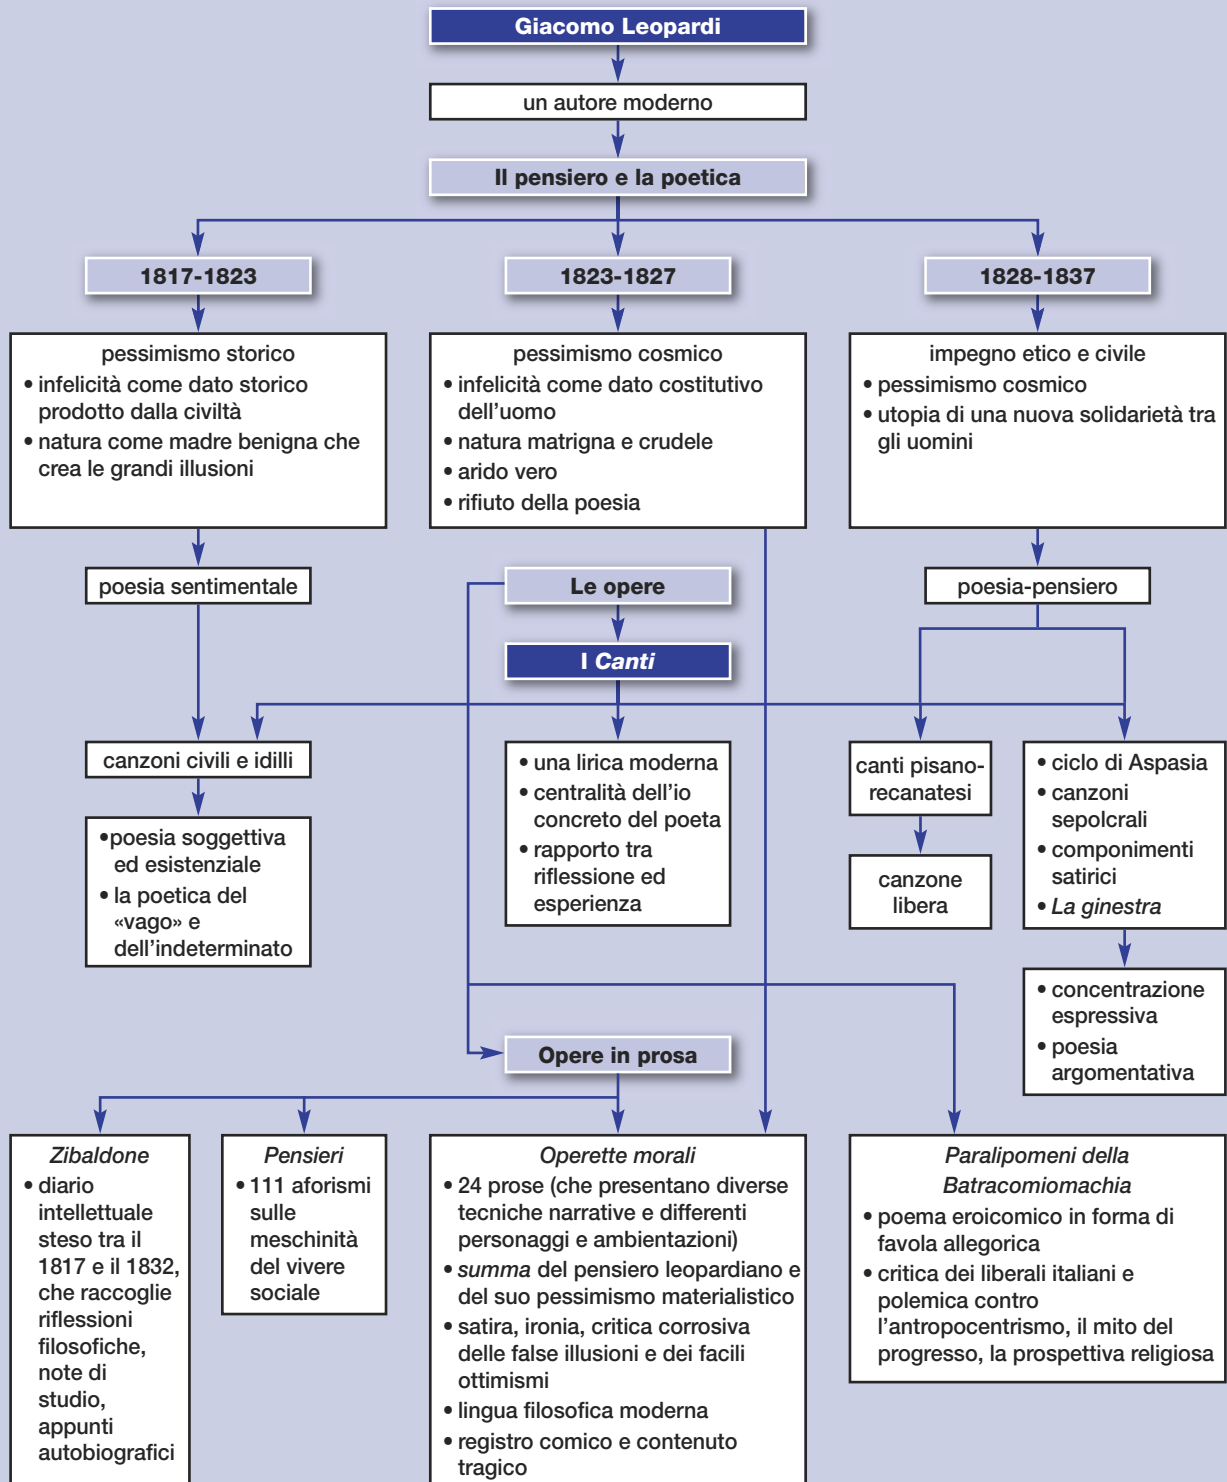 Giacomo Leopardi
un autore moderno
Il pensiero e la poetica
1817-1823
1823-1827
1828-1837
pessimismo storico
• infelicità come dato storico
prodotto dalla civiltà
• natura come madre benigna che
crea le grandi illusioni
pessimismo cosmico
• infelicità come dato costitutivo
dell'uomo
• natura matrigna e crudele
• arido vero
• rifiuto della poesia
impegno etico e civile
• pessimismo cosmico
• utopia di una nuova solidarietà tra
gli uomini
poesia sentimentale
Le opere
poesia-pensiero
I Canti
canzoni civili e idilli
• una lirica moderna
• centralità dell'io
concreto del poeta
• rapporto tra
riflessione ed
esperienza
canti pisano-
recanatesi
• ciclo di Aspasia
• canzoni
sepolcrali
• componimenti
satirici
• La ginestra
•poesia soggettiva
ed esistenziale
• la poetica del
«vago» e
dell'indeterminato
canzone
libera
• concentrazione
espressiva
• poesia
argomentativa
Opere in prosa
Zibaldone
• diario
intellettuale
steso tra il
1817 e il 1832,
che raccoglie
riflessioni
filosofiche,
note di
studio,
appunti
autobiografici
Pensieri
• 111 aforismi
sulle
meschinità
del vivere
sociale
Operette morali
• 24 prose (che presentano diverse
tecniche narrative e differenti
personaggi e ambientazioni)
• summa del pensiero leopardiano e
del suo pessimismo materialistico
• satira, ironia, critica corrosiva
delle false illusioni e dei facili
ottimismi
• lingua filosofica moderna
• registro comico e contenuto
tragico
Paralipomeni della
Batracomiomachia
• poema eroicomico in forma di
favola allegorica
• critica dei liberali italiani e
polemica contro
l'antropocentrismo, il mito del
progresso, la prospettiva religiosa